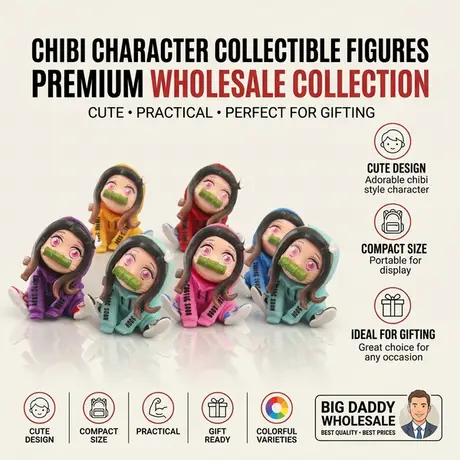 CHIBI CHARACTER COLLECTIBLE FIGURES
PREMIUM WHOLESALE COLLECTION
CUTE • PRACTICAL • PERFECT FOR GIFTING
CUTE DESIGN
Adorable chibi
style character
COMPACT SIZE
Portable for
display
IDEAL FOR GIFTING
Great choice for
any occasion
CUTE
DESIGN
COMPACT
SIZE
PRACTICAL
GIFT
READY
COLORFUL
VARIETIES
BIG DADDY
WHOLESALE
BEST QUALITY • BEST PRICES